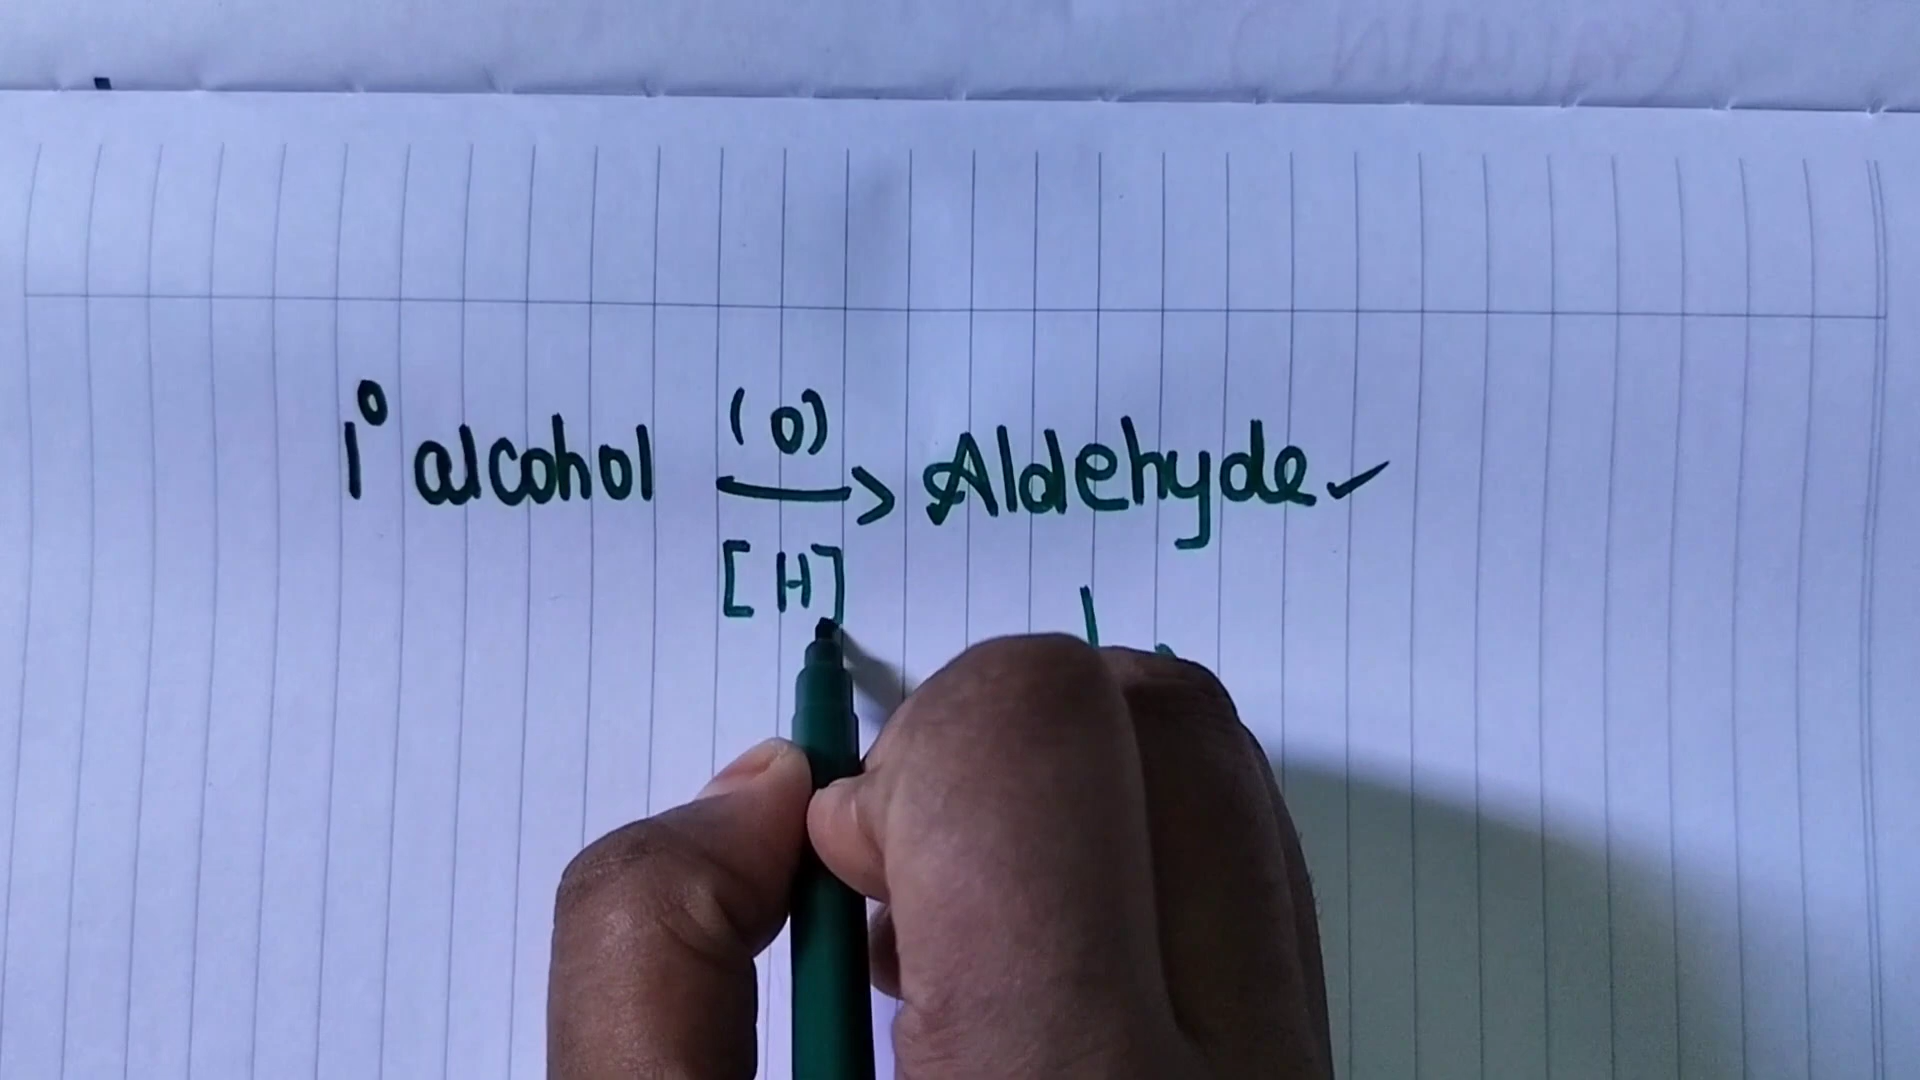 (O)
1° alcohol → Aldehyde ✓
[H]